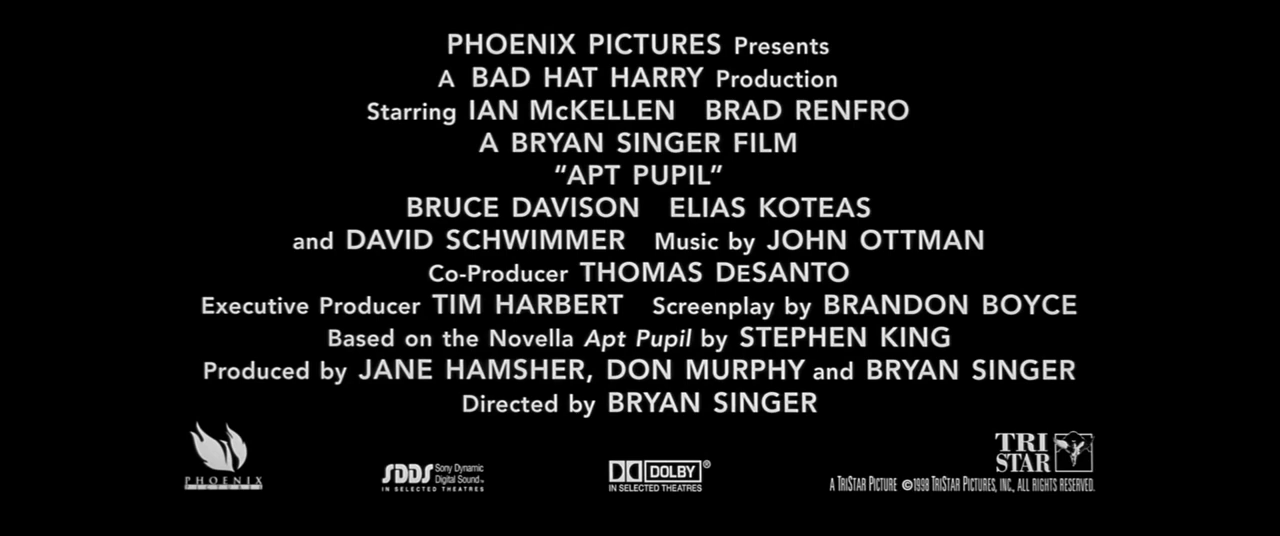 PHOENIX PICTURES Presents
A BAD HAT HARRY Production
Starring IAN McKELLEN BRAD RENFRO
A BRYAN SINGER FILM
“APT PUPIL”
BRUCE DAVISON ELIAS KOTEAS
and DAVID SCHWIMMER Music by JOHN OTTMAN
Co-Producer THOMAS DESANTO
Executive Producer TIM HARBERT Screenplay by BRANDON BOYCE
Based on the Novella Apt Pupil by STEPHEN KING
Produced by JANE HAMSHER, DON MURPHY and BRYAN SINGER
Directed by BRYAN SINGER
PHOENIX
PICTURES
SDDS Sony Dynamic
Digital Sound™
IN SELECTED THEATRES
DOLBY®
IN SELECTED THEATRES
TRI
STAR
A TRISTAR PICTURE ©1998 TRISTAR PICTURES, INC., ALL RIGHTS RESERVED.